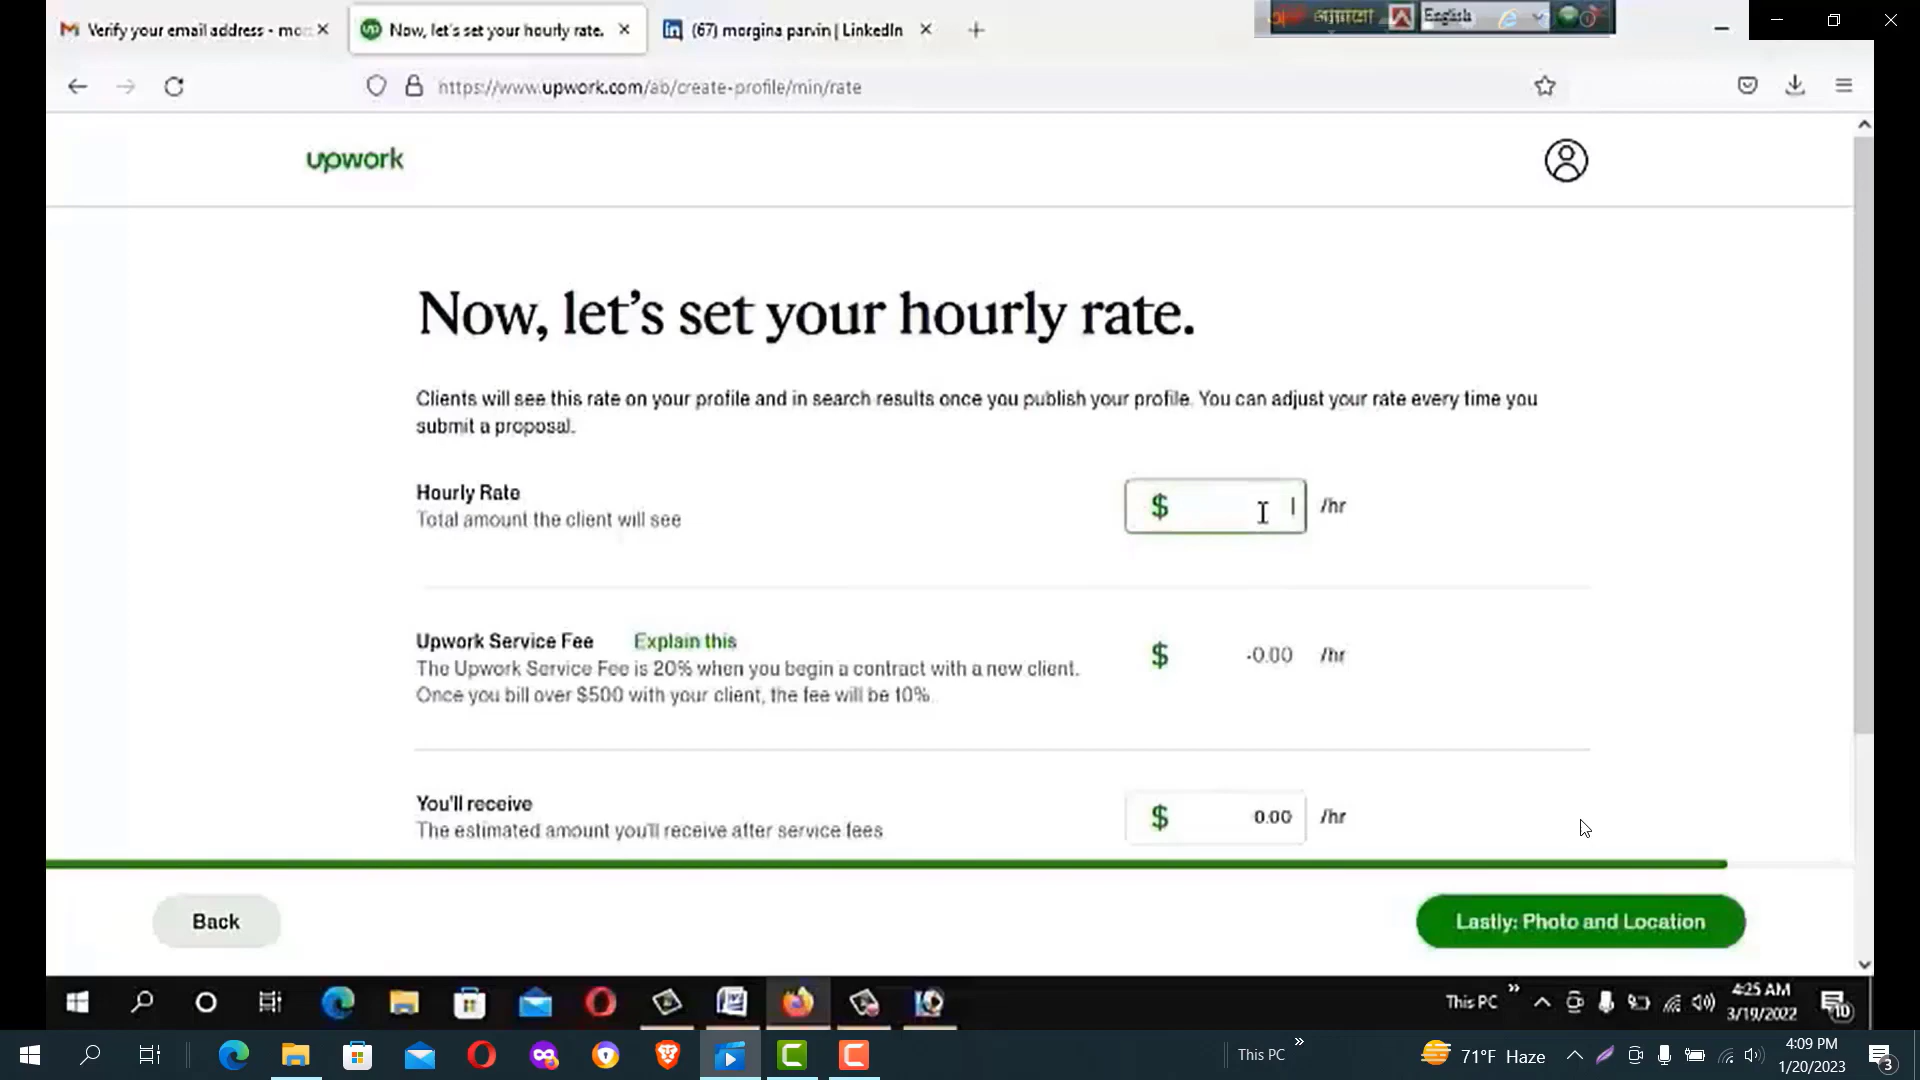 Verify your email address - mor
Now, let's set your hourly rate.
(67) morgina parvin | LinkedIn
English
https://www.upwork.com/ab/create-profile/min/rate
upwork
Now, let's set your hourly rate.
Clients will see this rate on your profile and in search results once you publish your profile. You can adjust your rate every time you
submit a proposal.
Hourly Rate
Total amount the client will see
$ /hr
Upwork Service Fee Explain this
The Upwork Service Fee is 20% when you begin a contract with a new client.
Once you bill over $500 with your client, the fee will be 10%.
$ -0.00 /hr
You'll receive
The estimated amount you'll receive after service fees
$ 0.00 /hr
Back
Lastly: Photo and Location
This PC
4:25 AM
3/19/2022
10
This PC
71°F Haze
4:09 PM
1/20/2023
3